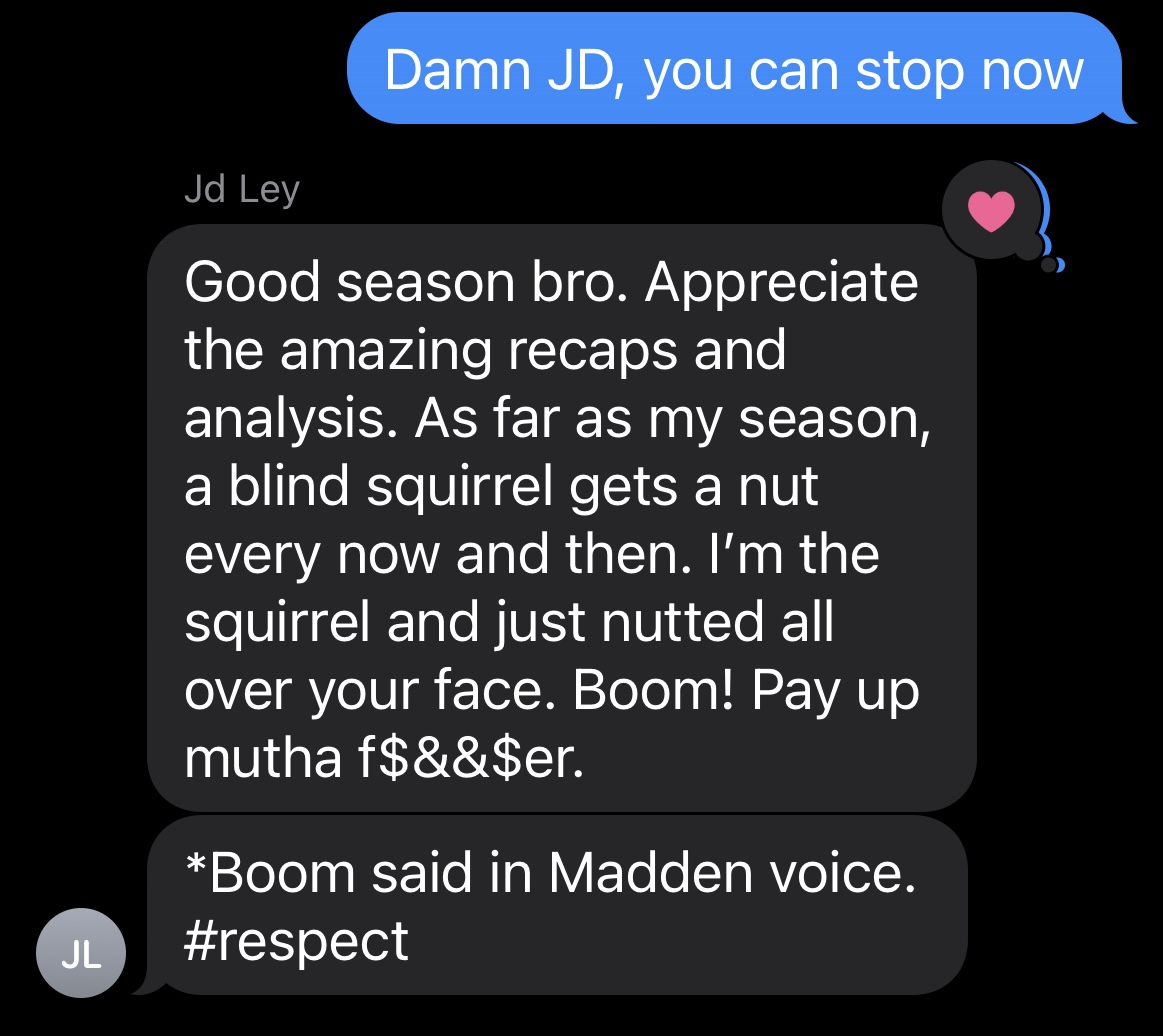 Damn JD, you can stop now
Jd Ley
Good season bro. Appreciate
the amazing recaps and
analysis. As far as my season,
a blind squirrel gets a nut
every now and then. I’m the
squirrel and just nutted all
over your face. Boom! Pay up
mutha f$&&$er.
*Boom said in Madden voice.
#respect
JL